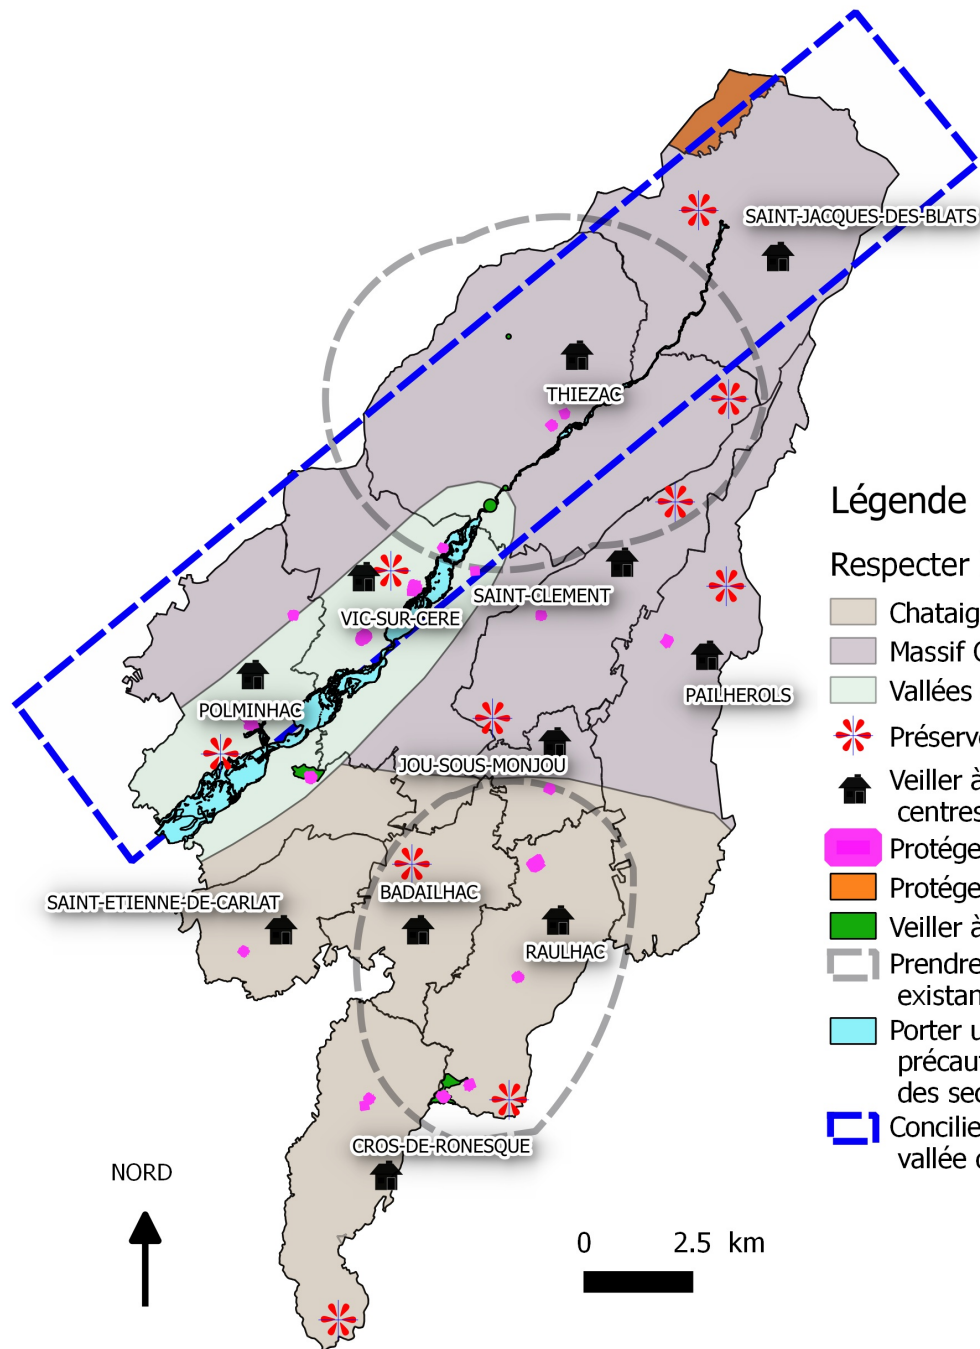 SAINT-JACQUES-DES-BLATS
THIEZAC
SAINT-CLEMENT
VIC-SUR-CERE
PAILHEROLS
POLMINHAC
JOU-SOUS-MONJOU
BADAILHAC
SAINT-ETIENNE-DE-CARLAT
RAULHAC
CROS-DE-RONESQUE
NORD
0 2.5 km
Légende
Respecter
Chataig
Massif
Vallées
Préserv
Veiller à
centres
Protége
Protége
Veiller à
Prendre
existan
Porter u
précaut
des sec
Concilie
vallée